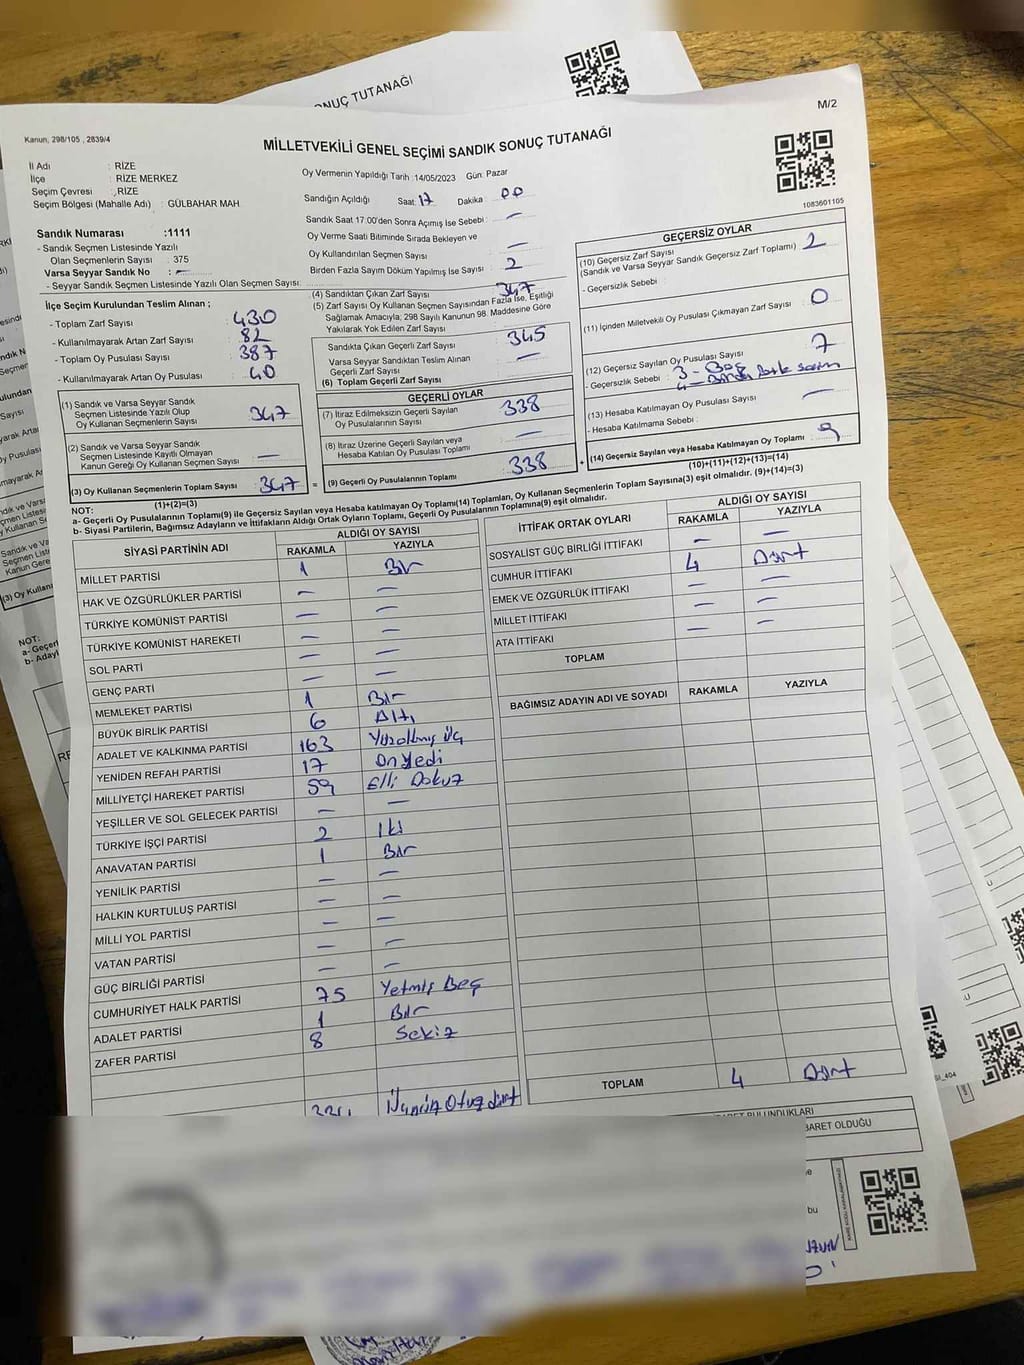 ONUÇ TUTANAĞI
M/2
Kanun, 298/105 , 2839/4
MİLLETVEKİLİ GENEL SEÇİMİ SANDIK SONUÇ TUTANAĞI
İl Adı : RİZE
İlçe : RİZE MERKEZ
Seçim Çevresi : RİZE
Seçim Bölgesi (Mahalle Adı) : GÜLBAHAR MAH
Sandık Numarası :1111
- Sandık Seçmen Listesinde Yazılı
Olan Seçmenlerin Sayısı : 375
Varsa Seyyar Sandık No : —
- Seyyar Sandık Seçmen Listesinde Yazılı Olan Seçmen Sayısı:
Oy Vermenin Yapıldığı Tarih :14/05/2023 Gün: Pazar
Sandığın Açıldığı Saat: 17 Dakika : 00
Sandık Saat 17.00'den Sonra Açımış İse Sebebi : —
Oy Verme Saati Bitiminde Sırada Bekleyen ve
Oy Kullandırılan Seçmen Sayısı : —
Birden Fazla Sayım Döküm Yapılmış İse Sayısı : 2
1083601105
İlçe Seçim Kurulundan Teslim Alınan ;
- Toplam Zarf Sayısı : 430
- Kullanılmayarak Artan Zarf Sayısı : 82
- Toplam Oy Pusulası Sayısı : 387
- Kullanılmayarak Artan Oy Pusulası : 40
(4) Sandıktan Çıkan Zarf Sayısı : 347
(5) Zarf Sayısı Oy Kullanan Seçmen Sayısından Fazla İse, Eşitliği
Sağlamak Amacıyla; 298 Sayılı Kanunun 98. Maddesine Göre
Yakılarak Yok Edilen Zarf Sayısı :
Sandıkta Çıkan Geçerli Zarf Sayısı : 345
Varsa Seyyar Sandıktan Teslim Alınan
Geçerli Zarf Sayısı : —
(6) Toplam Geçerli Zarf Sayısı
GEÇERSİZ OYLAR
(10) Geçersiz Zarf Sayısı
(Sandık ve Varsa Seyyar Sandık Geçersiz Zarf Toplamı) : 2
- Geçersizlik Sebebi :
(11) İçinden Milletvekili Oy Pusulası Çıkmayan Zarf Sayısı : 0
(12) Geçersiz Sayılan Oy Pusulası Sayısı : 7
- Geçersizlik Sebebi : 3 - Boş
(13) Hesaba Katılmayan Oy Pusulası Sayısı : —
- Hesaba Katılmama Sebebi :
(14) Geçersiz Sayılan veya Hesaba Katılmayan Oy Toplamı : 9
(10)+(11)+(12)+(13)=(14)
(1) Sandık ve Varsa Seyyar Sandık
Seçmen Listesinde Yazılı Olup
Oy Kullanan Seçmenlerin Sayısı : 347
(2) Sandık ve Varsa Seyyar Sandık
Seçmen Listesinde Kayıtlı Olmayan
Kanun Gereği Oy Kullanan Seçmen Sayısı : —
(3) Oy Kullanan Seçmenlerin Toplam Sayısı : 347
(1)+(2)=(3)
GEÇERLİ OYLAR
(7) İtiraz Edilmeksizin Geçerli Sayılan
Oy Pusulalarının Sayısı : 338
(8) İtiraz Üzerine Geçerli Sayılan veya
Hesaba Katılan Oy Pusulası Toplamı : —
(9) Geçerli Oy Pusulalarının Toplamı : 338
NOT:
a- Geçerli Oy Pusulalarının Toplamı(9) ile Geçersiz Sayılan veya Hesaba katılmayan Oy Toplamı(14) Toplamları, Oy Kullanan Seçmenlerin Toplam Sayısına(3) eşit olmalıdır. (9)+(14)=(3)
b- Siyasi Partilerin, Bağımsız Adayların ve İttifakların Aldığı Ortak Oyların Toplamı, Geçerli Oy Pusulalarının Toplamına(9) eşit olmalıdır.
SİYASİ PARTİNİN ADI ALDIĞI OY SAYISI
RAKAMLA YAZIYLA
MİLLET PARTİSİ 1 Bir
HAK VE ÖZGÜRLÜKLER PARTİSİ — —
TÜRKİYE KOMÜNİST PARTİSİ — —
TÜRKİYE KOMÜNİST HAREKETİ — —
SOL PARTİ — —
GENÇ PARTİ — —
MEMLEKET PARTİSİ 1 Bir
BÜYÜK BİRLİK PARTİSİ 6 Altı
ADALET VE KALKINMA PARTİSİ 163 Yüzaltmış Üç
YENİDEN REFAH PARTİSİ 17 Onyedi
MİLLİYETÇİ HAREKET PARTİSİ 59 Elli Dokuz
YEŞİLLER VE SOL GELECEK PARTİSİ — —
TÜRKİYE İŞÇİ PARTİSİ 2 İki
ANAVATAN PARTİSİ 1 Bir
YENİLİK PARTİSİ — —
HALKIN KURTULUŞ PARTİSİ — —
MİLLİ YOL PARTİSİ — —
VATAN PARTİSİ — —
GÜÇ BİRLİĞİ PARTİSİ — —
CUMHURİYET HALK PARTİSİ 75 Yetmiş Beş
ADALET PARTİSİ 1 Bir
ZAFER PARTİSİ 8 Sekiz
Üçyüz Otuz dört
İTTİFAK ORTAK OYLARI ALDIĞI OY SAYISI
RAKAMLA YAZIYLA
SOSYALİST GÜÇ BİRLİĞİ İTTİFAKI — —
CUMHUR İTTİFAKI 4 Dört
EMEK VE ÖZGÜRLÜK İTTİFAKI — —
MİLLET İTTİFAKI — —
ATA İTTİFAKI — —
TOPLAM
BAĞIMSIZ ADAYIN ADI VE SOYADI RAKAMLA YAZIYLA
TOPLAM 4 Dört
BARET OLDUĞU